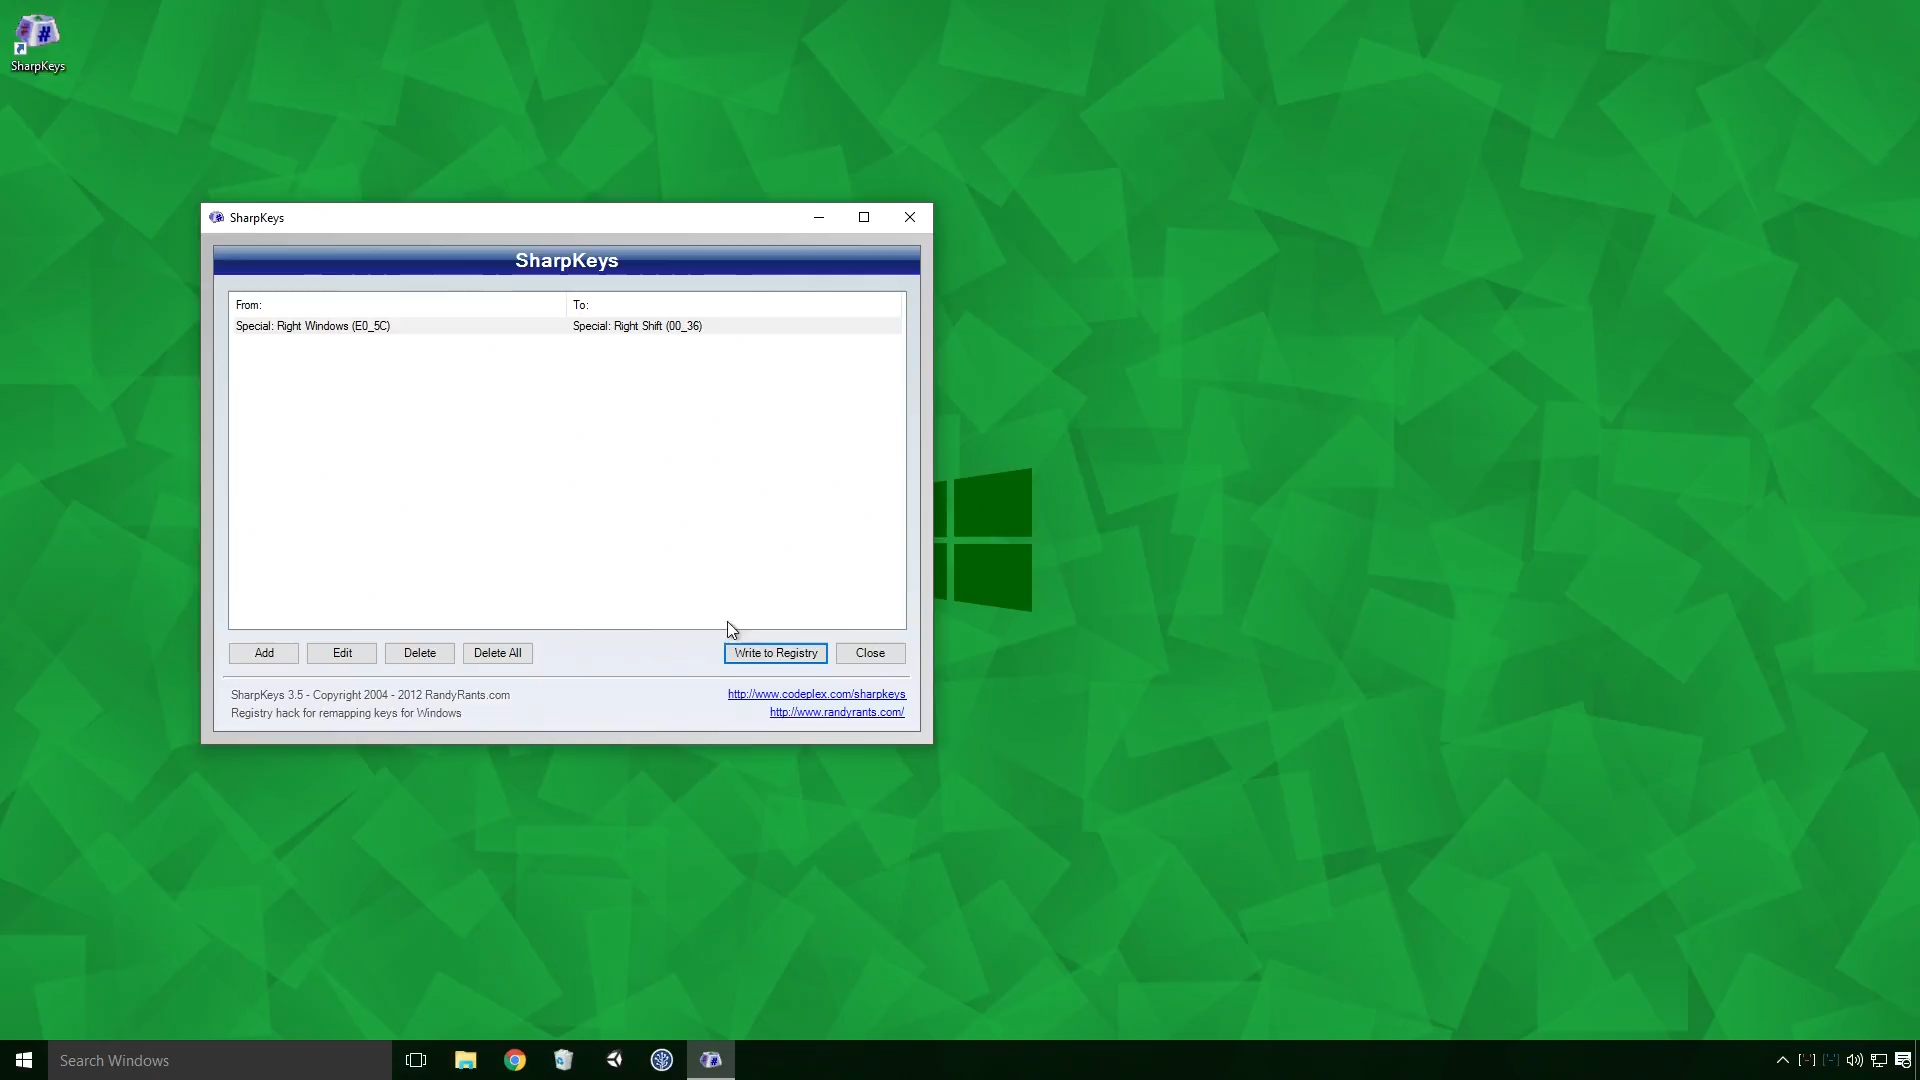 SharpKeys
SharpKeys
SharpKeys
From: To:
Special: Right Windows (E0_5C) Special: Right Shift (00_36)
Add Edit Delete Delete All Write to Registry Close
SharpKeys 3.5 - Copyright 2004 - 2012 RandyRants.com http://www.codeplex.com/sharpkeys
Registry hack for remapping keys for Windows http://www.randyrants.com/
Search Windows